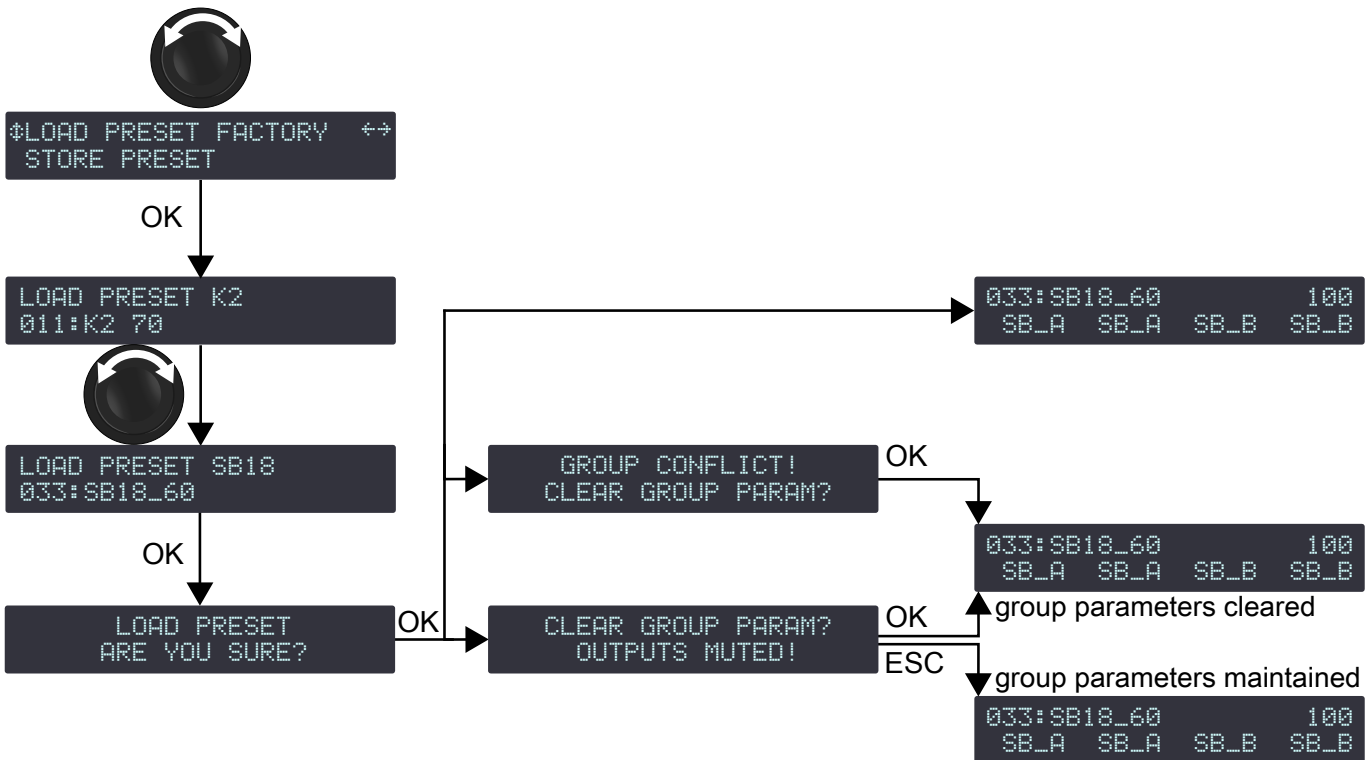 ⇕LOAD PRESET FACTORY ←→
STORE PRESET
OK
LOAD PRESET K2
011:K2 70
LOAD PRESET SB18
033:SB18_60
OK
LOAD PRESET
ARE YOU SURE?
OK
033:SB18_60 100
SB_A SB_A SB_B SB_B
GROUP CONFLICT!
CLEAR GROUP PARAM?
OK
033:SB18_60 100
SB_A SB_A SB_B SB_B
group parameters cleared
CLEAR GROUP PARAM?
OUTPUTS MUTED!
OK
ESC
group parameters maintained
033:SB18_60 100
SB_A SB_A SB_B SB_B